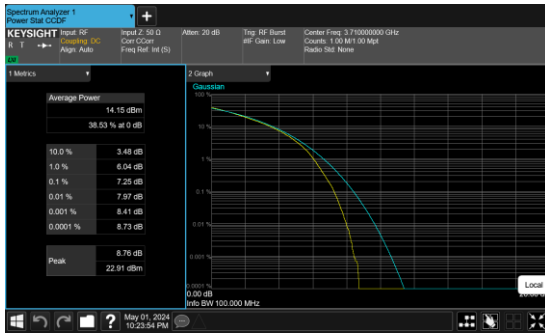 Spectrum Analyzer 1
Power Stat CCDF
KEYSIGHT
R T
Input: RF
Coupling: DC
Align: Auto
Input Z: 50 Ω
Corr CCorr
Freq Ref: Int (S)
Atten: 20 dB
Trig: RF Burst
#IF Gain: Low
Center Freq: 3.710000000 GHz
Counts: 1.00 M/1.00 Mpt
Radio Std: None
1 Metrics
Average Power
14.15 dBm
38.53 % at 0 dB
10.0 % 3.48 dB
1.0 % 6.04 dB
0.1 % 7.25 dB
0.01 % 7.97 dB
0.001 % 8.41 dB
0.0001 % 8.73 dB
Peak 8.76 dB
22.91 dBm
2 Graph
Gaussian
100 %
10 %
1 %
0.1 %
0.01 %
0.001 %
0.0001 %
0.00 dB
Info BW 100.000 MHz
Local
May 01, 2024
10:23:54 PM